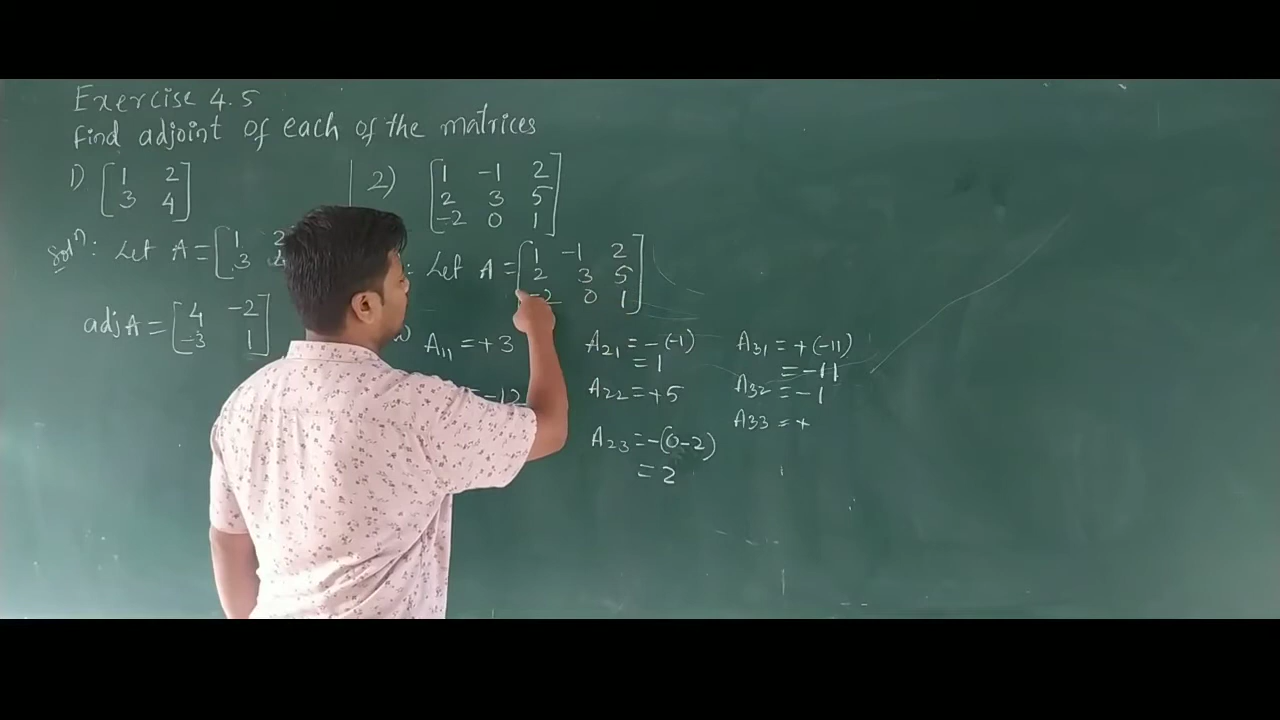 Exercise 4.5
Find adjoint of each of the matrices
1) [1 2
3 4]
Solⁿ: Let A = [1 2
3 4]
adj A = [4 -2
-3 1]
2) [1 -1 2
2 3 5
-2 0 1]
: Let A = [1 -1 2
2 3 5
-2 0 1]
A₁₁ = +3
= -12
A₂₁ = -(-1)
= 1
A₂₂ = +5
A₂₃ = -(0-2)
= 2
A₃₁ = +(-11)
= -11
A₃₂ = -1
A₃₃ = +